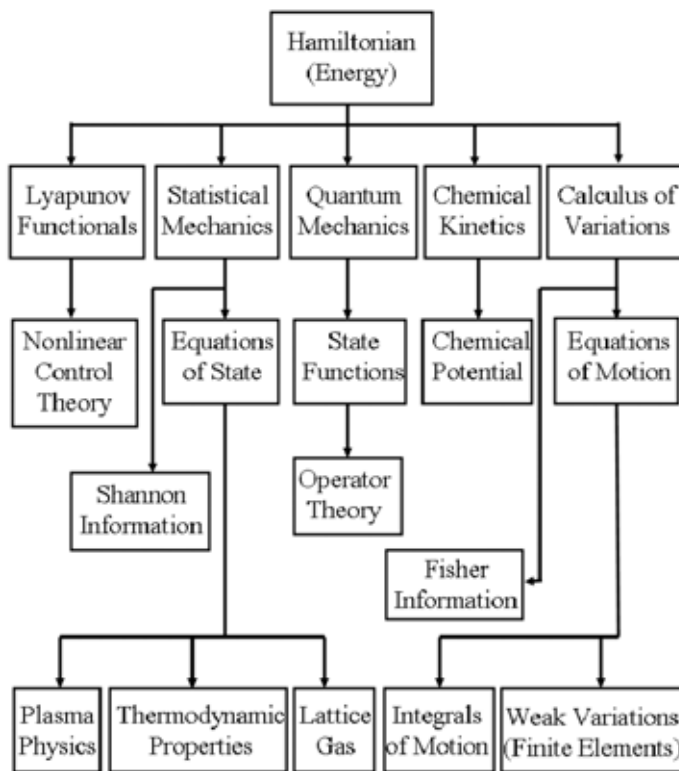 Hamiltonian
(Energy)
Lyapunov
Functionals
Statistical
Mechanics
Quantum
Mechanics
Chemical
Kinetics
Calculus of
Variations
Nonlinear
Control
Theory
Equations
of State
State
Functions
Chemical
Potential
Equations
of Motion
Shannon
Information
Operator
Theory
Fisher
Information
Plasma
Physics
Thermodynamic
Properties
Lattice
Gas
Integrals
of Motion
Weak Variations
(Finite Elements)